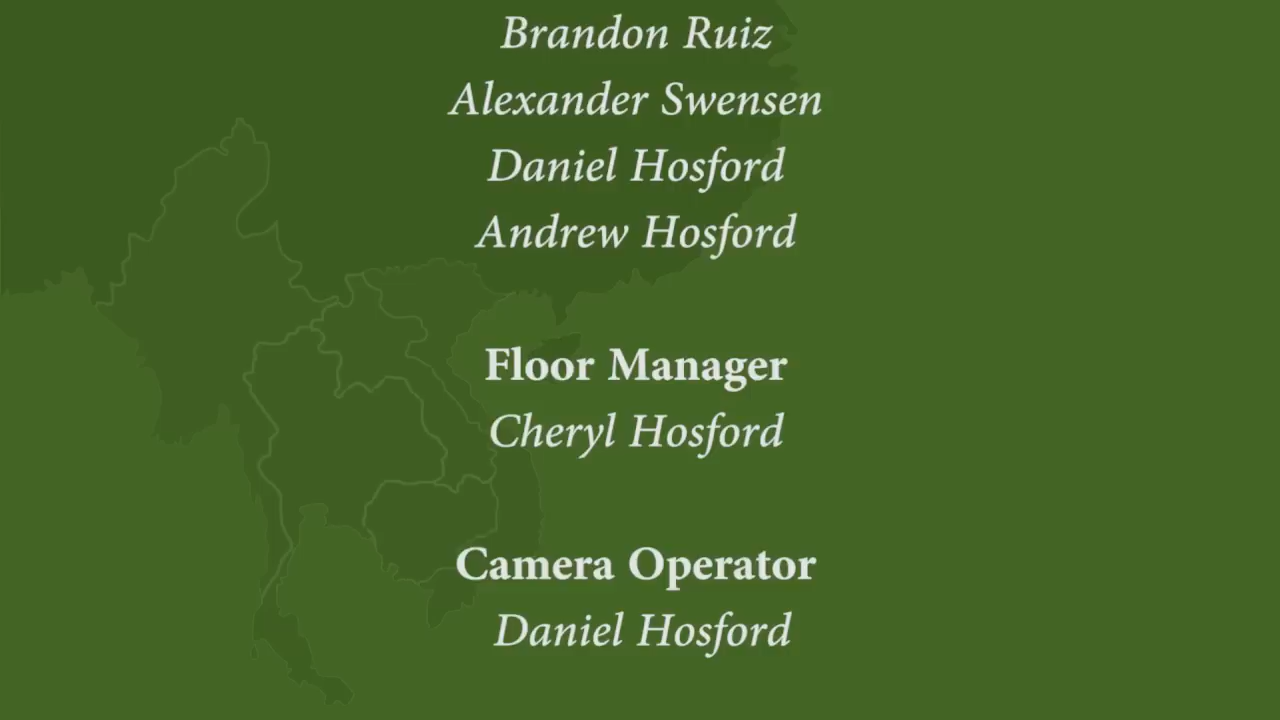 Brandon Ruiz
Alexander Swensen
Daniel Hosford
Andrew Hosford
Floor Manager
Cheryl Hosford
Camera Operator
Daniel Hosford